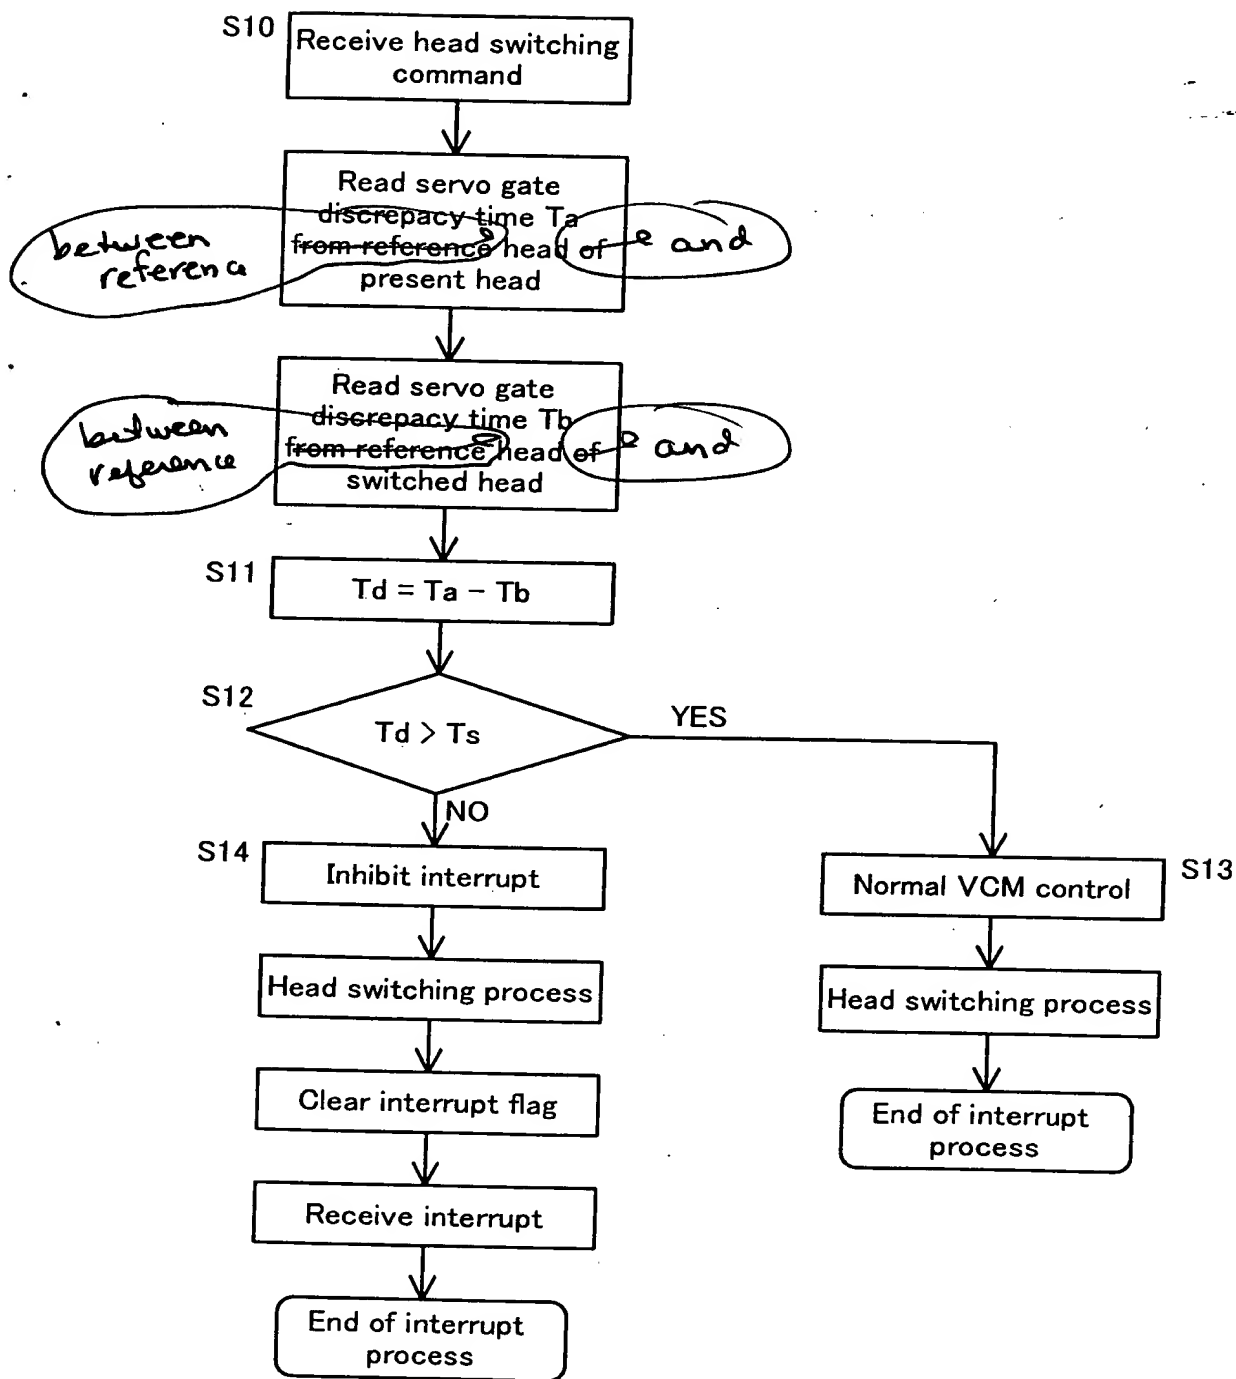 S10
Receive head switching
command
Read servo gate
discrepacy time Ta
from reference head of
present head
between
reference
and
Read servo gate
discrepacy time Tb
from reference head of
switched head
between
reference
and
S11
Td = Ta - Tb
S12
Td > Ts
YES
NO
S14
Inhibit interrupt
Normal VCM control
S13
Head switching process
Head switching process
Clear interrupt flag
End of interrupt
process
Receive interrupt
End of interrupt
process